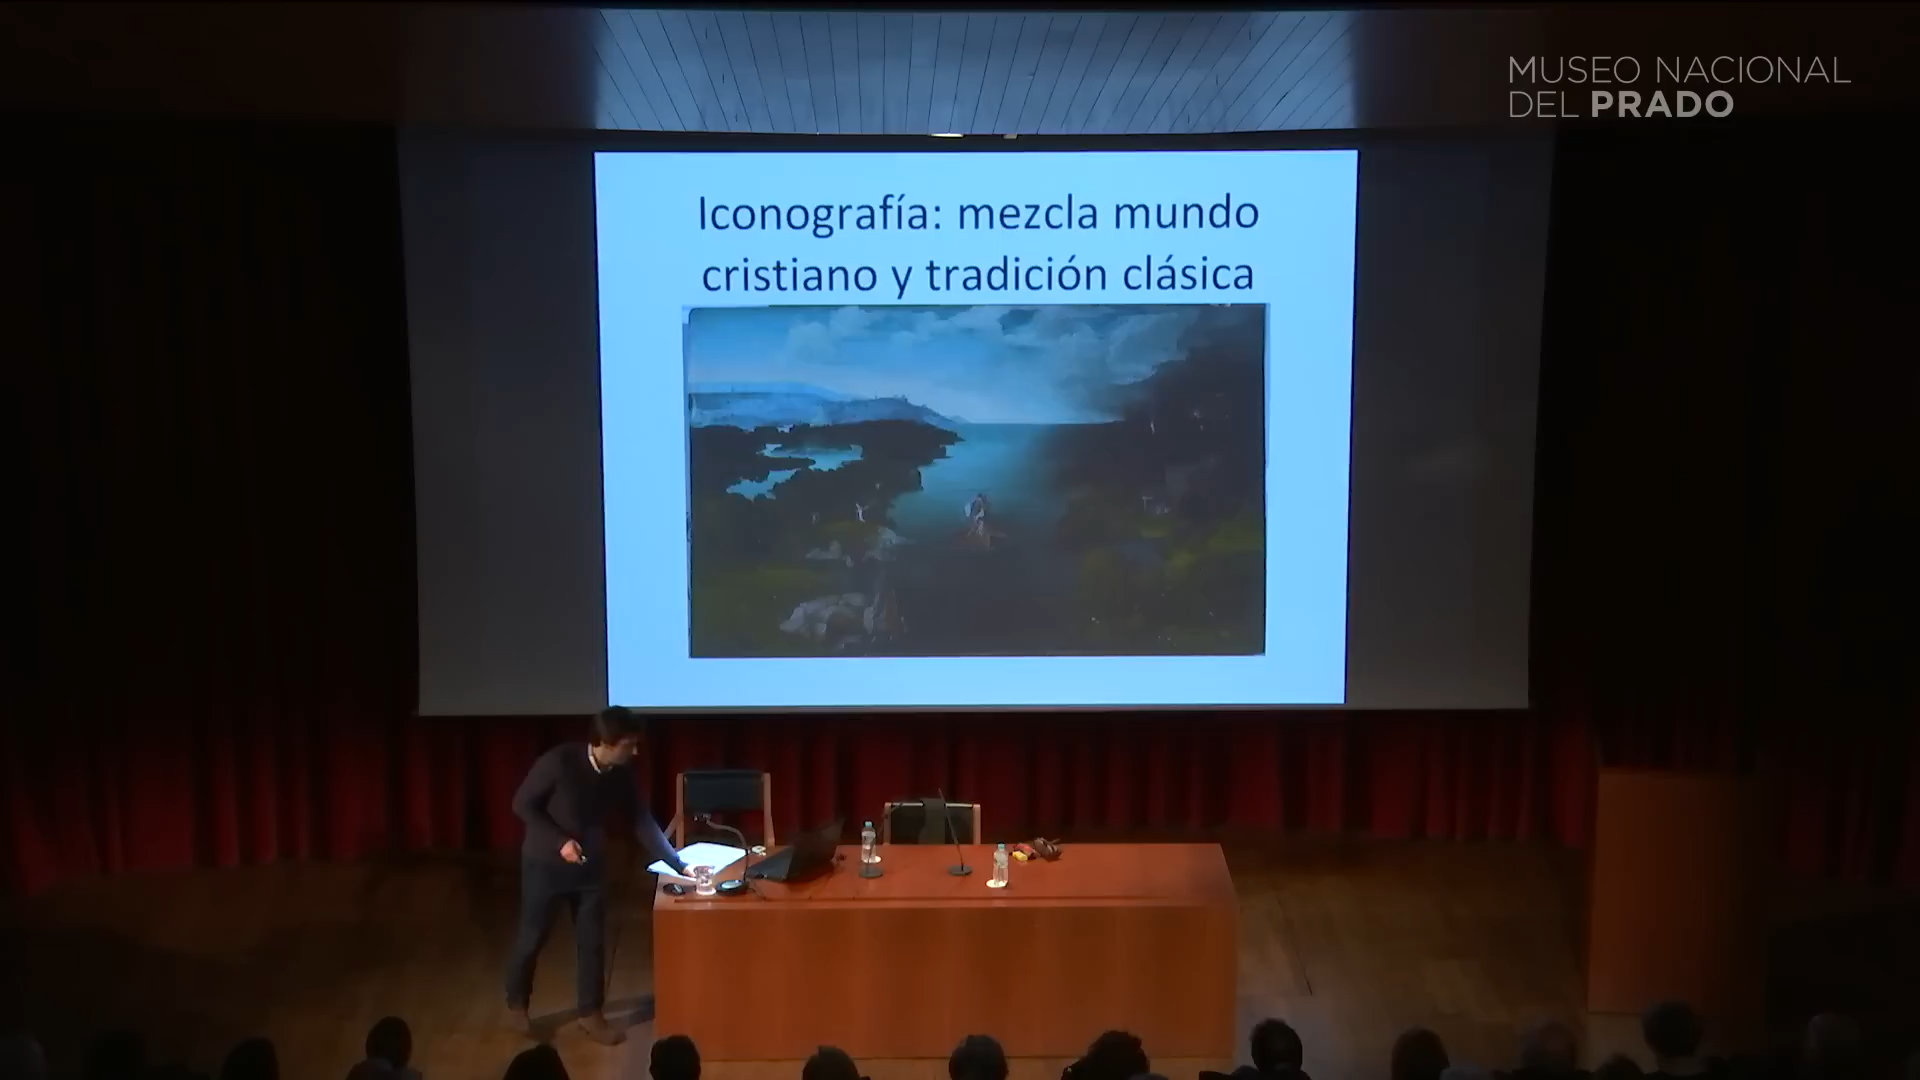 MUSEO NACIONAL
DEL PRADO
Iconografía: mezcla mundo
cristiano y tradición clásica